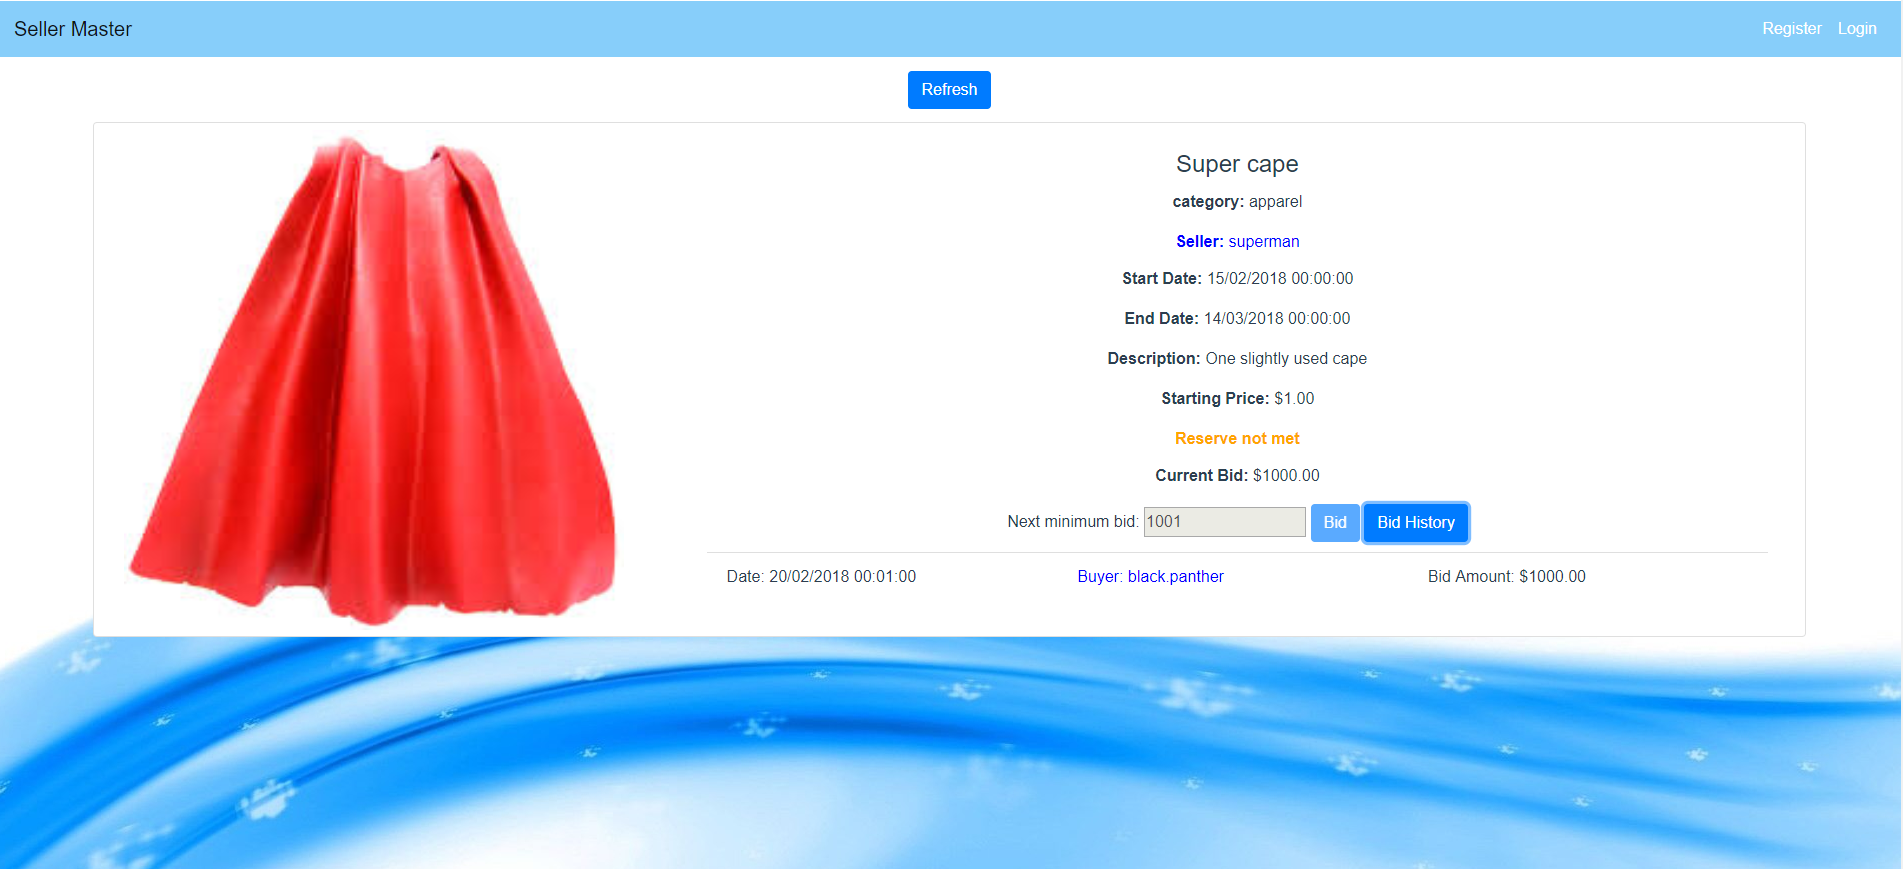 Seller Master Register Login
Refresh
Super cape
category: apparel
Seller: superman
Start Date: 15/02/2018 00:00:00
End Date: 14/03/2018 00:00:00
Description: One slightly used cape
Starting Price: $1.00
Reserve not met
Current Bid: $1000.00
Next minimum bid: 1001 Bid Bid History
Date: 20/02/2018 00:01:00 Buyer: black.panther Bid Amount: $1000.00